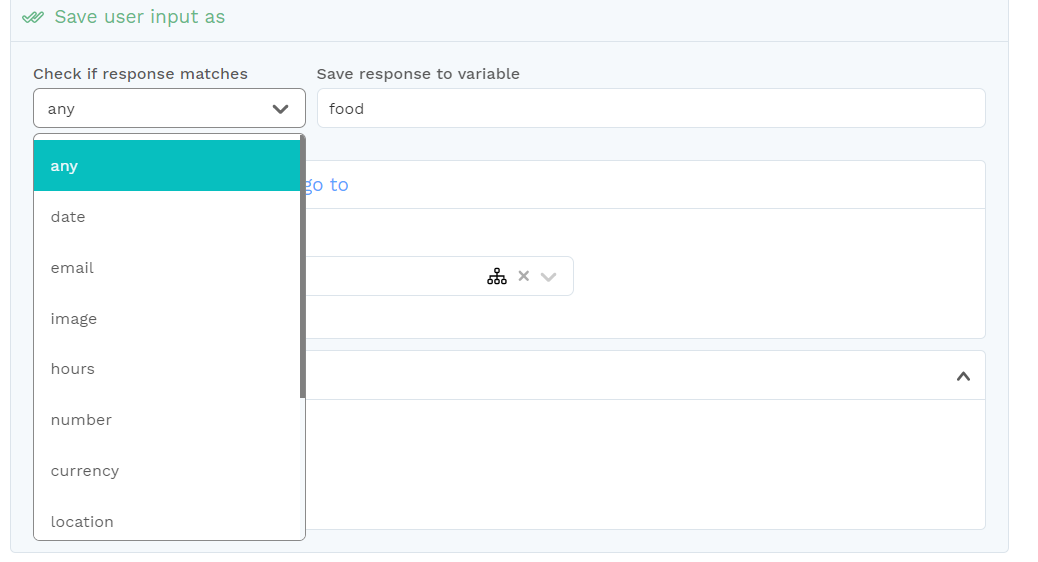 Save user input as
Check if response matches
Save response to variable
any
food
any
go to
date
email
image
hours
number
currency
location